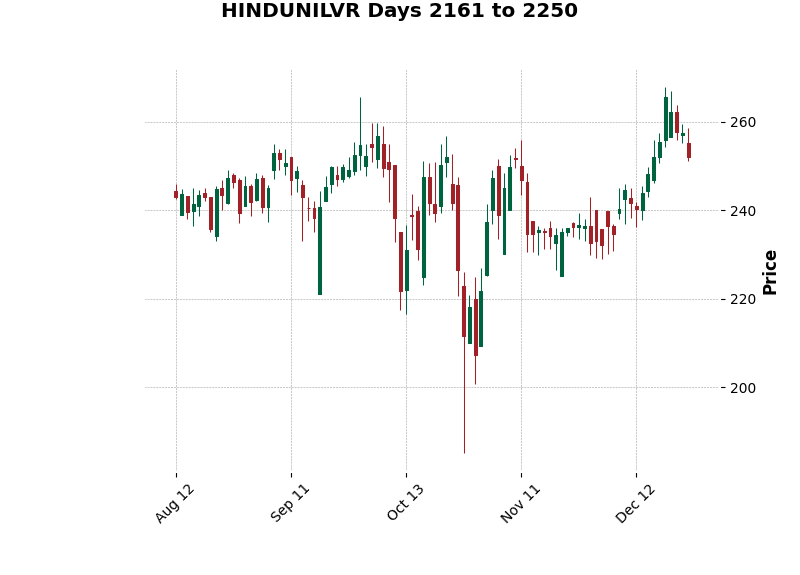 HINDUNILVR Days 2161 to 2250
260
240
220
200
Price
Aug 12
Sep 11
Oct 13
Nov 11
Dec 12